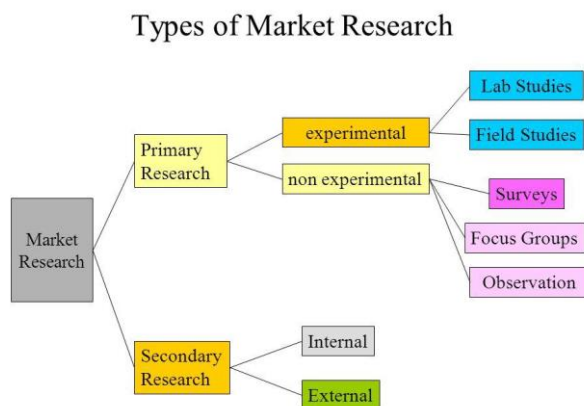 Types of Market Research
Lab Studies
experimental
Field Studies
Primary
Research
non experimental
Surveys
Market
Research
Focus Groups
Observation
Secondary
Research
Internal
External